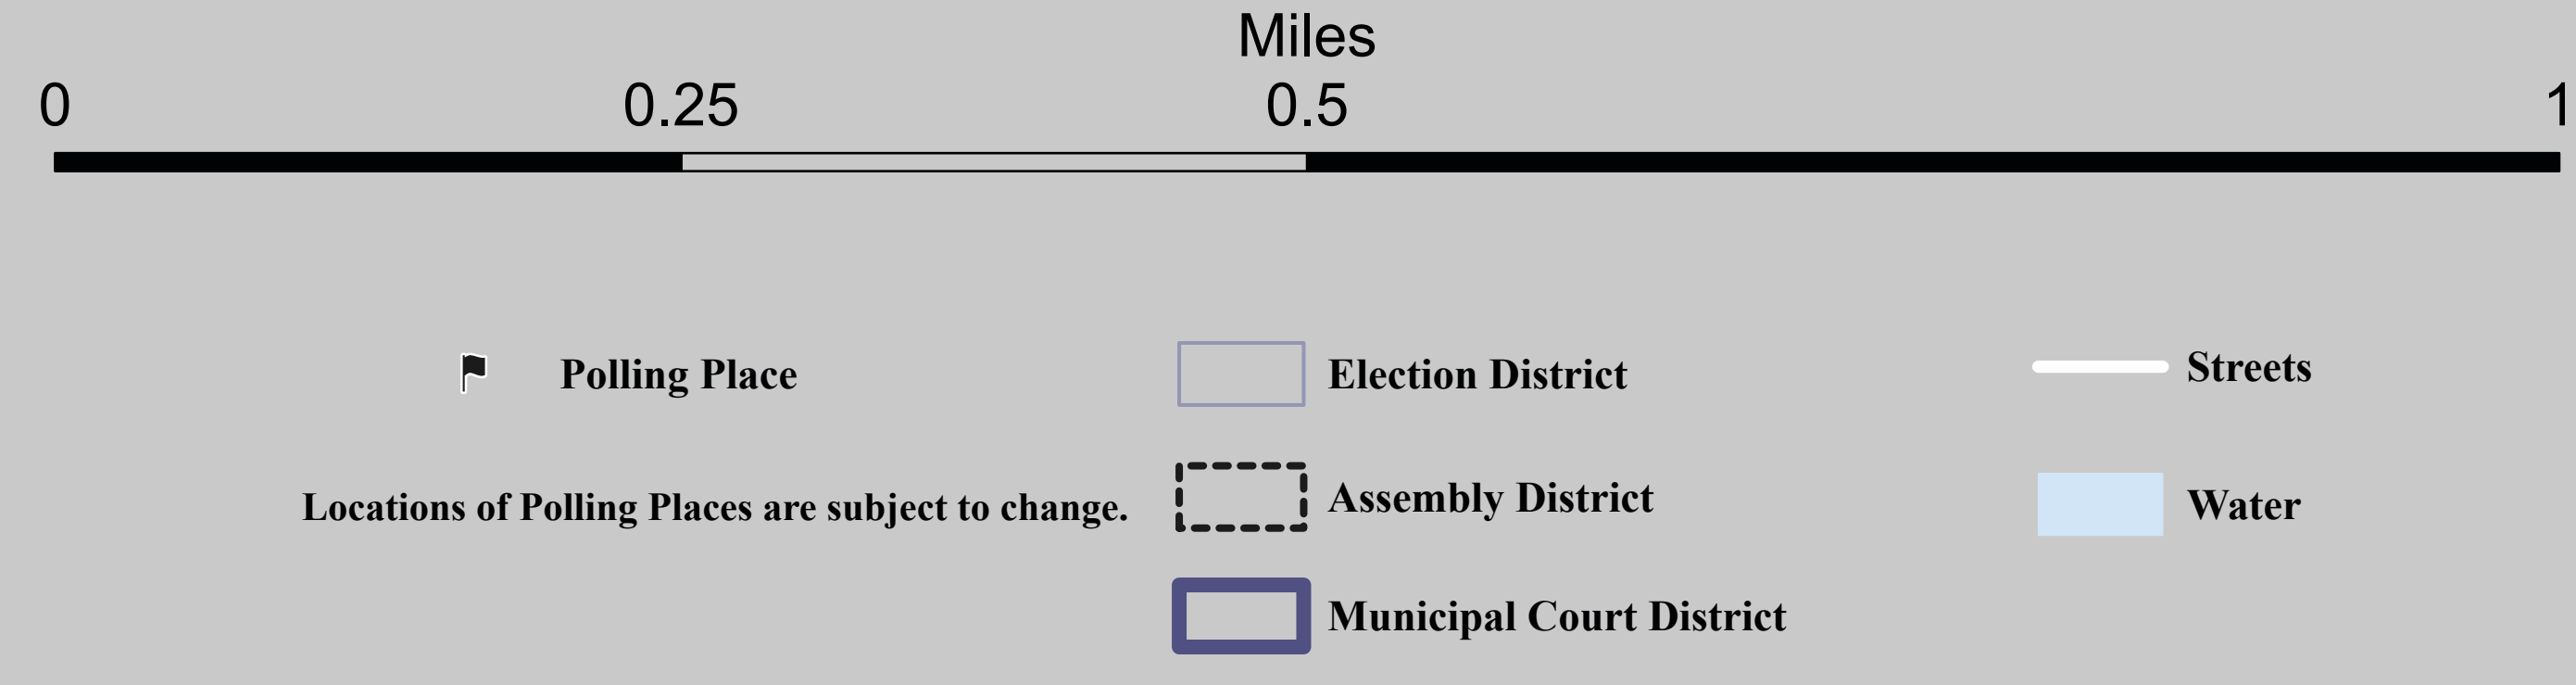 Miles
0 0.25 0.5 1
Polling Place
Election District
Streets
Locations of Polling Places are subject to change.
Assembly District
Water
Municipal Court District